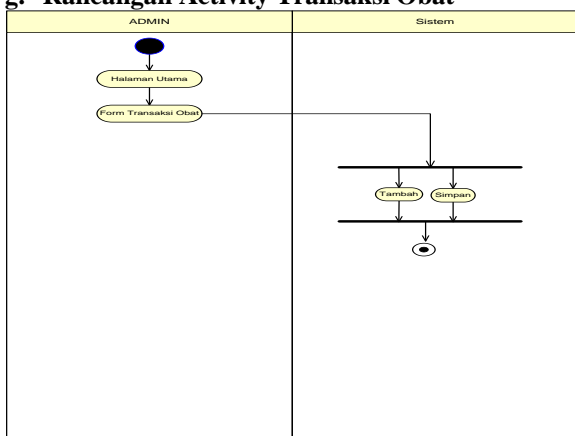 g. Rancangan Activity Transaksi Obat
ADMIN
Sistem
Halaman Utama
Form Transaksi Obat
Tambah
Simpan